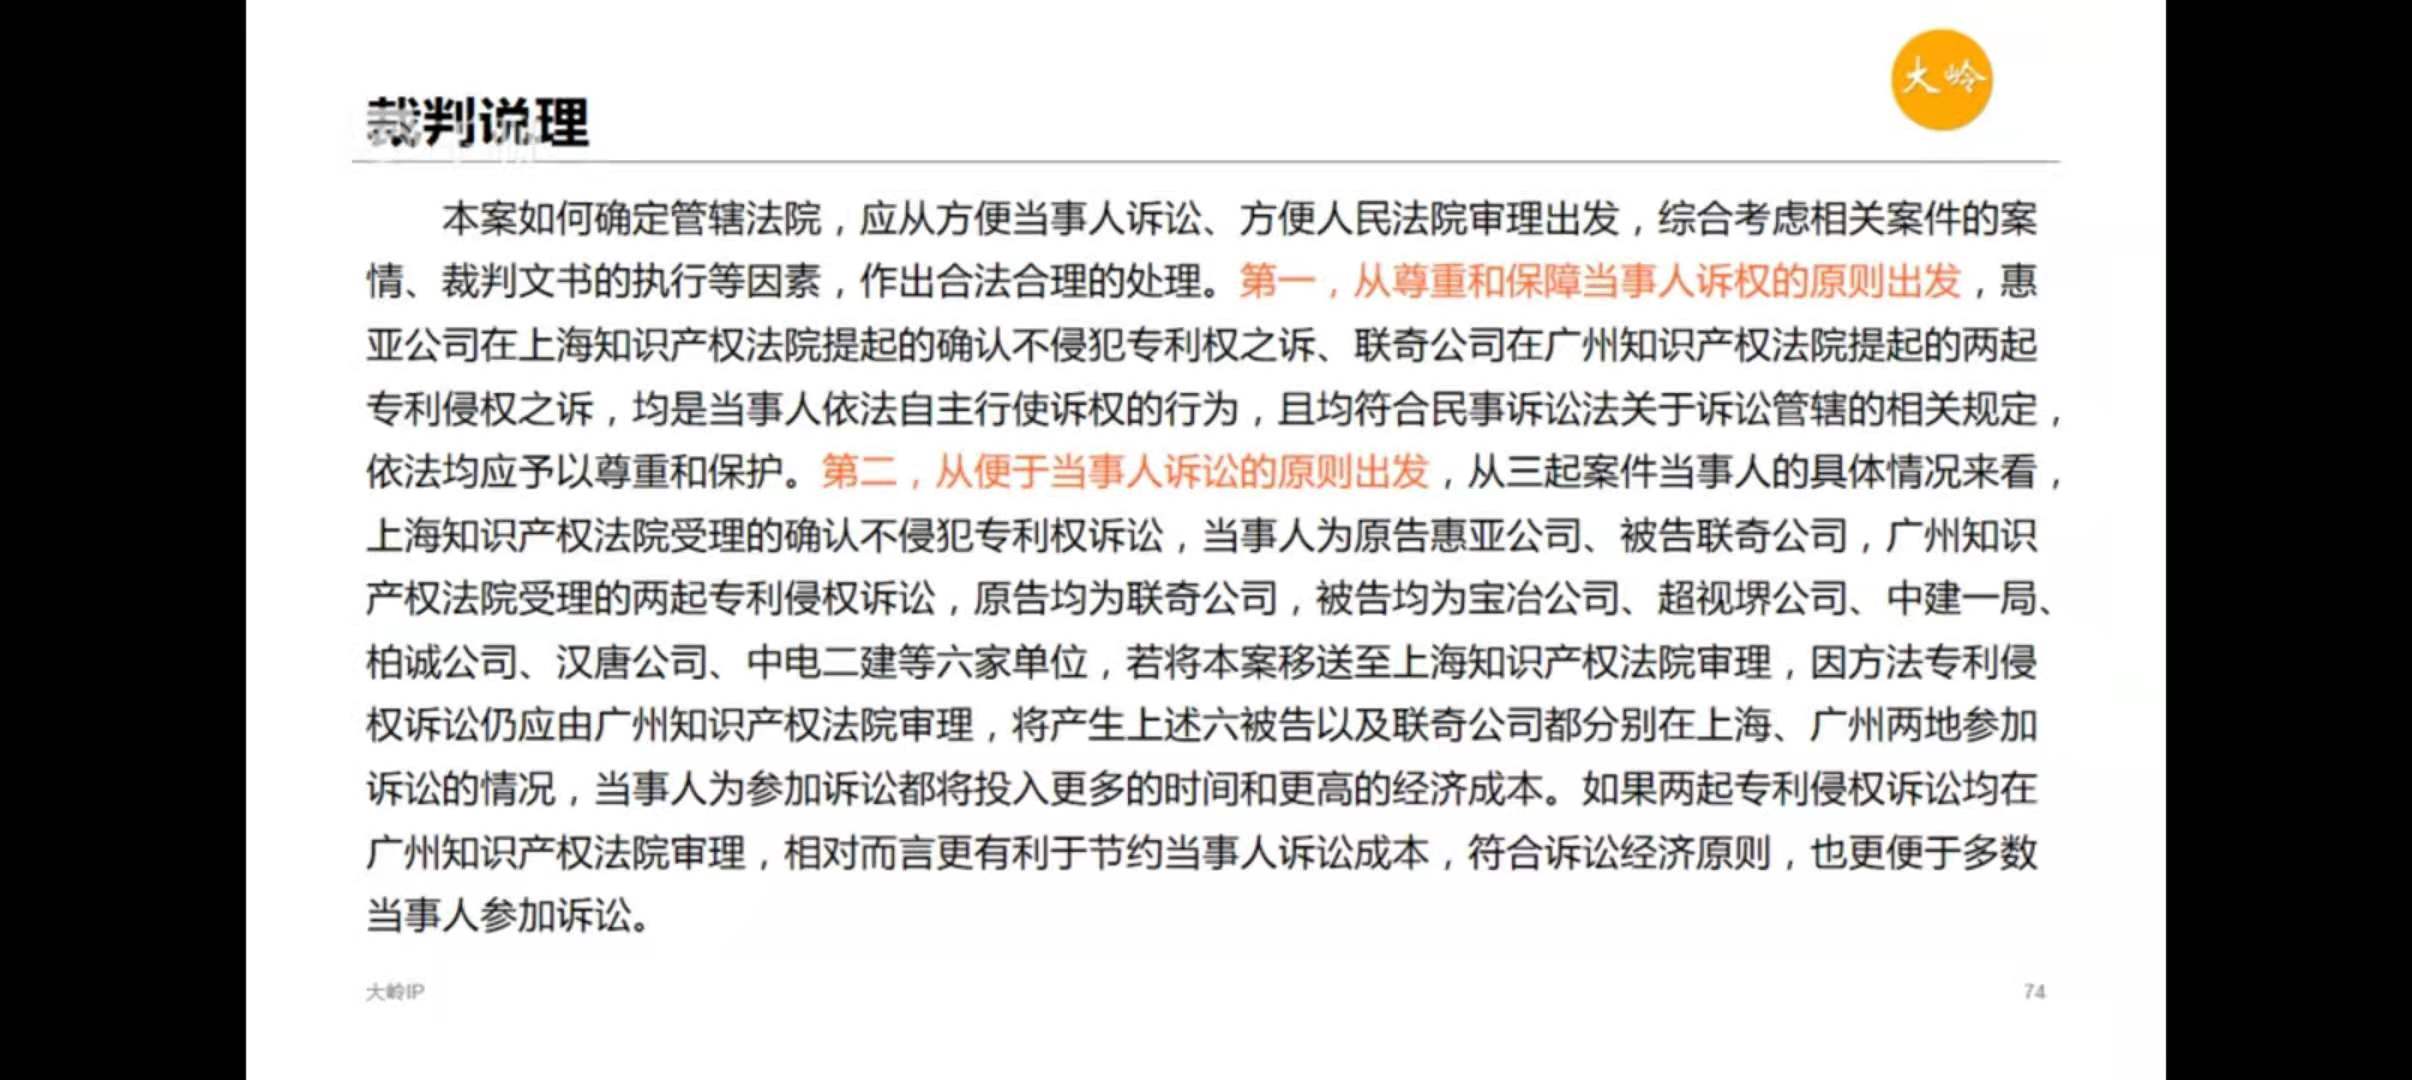 大岭
裁判说理
本案如何确定管辖法院，应从方便当事人诉讼、方便人民法院审理出发，综合考虑相关案件的案
情、裁判文书的执行等因素，作出合法合理的处理。第一，从尊重和保障当事人诉权的原则出发，惠
亚公司在上海知识产权法院提起的确认不侵犯专利权之诉、联奇公司在广州知识产权法院提起的两起
专利侵权之诉，均是当事人依法自主行使诉权的行为，且均符合民事诉讼法关于诉讼管辖的相关规定，
依法均应予以尊重和保护。第二，从便于当事人诉讼的原则出发，从三起案件当事人的具体情况来看，
上海知识产权法院受理的确认不侵犯专利权诉讼，当事人为原告惠亚公司、被告联奇公司，广州知识
产权法院受理的两起专利侵权诉讼，原告均为联奇公司，被告均为宝冶公司、超视堺公司、中建一局、
柏诚公司、汉唐公司、中电二建等六家单位，若将本案移送至上海知识产权法院审理，因方法专利侵
权诉讼仍应由广州知识产权法院审理，将产生上述六被告以及联奇公司都分别在上海、广州两地参加
诉讼的情况，当事人为参加诉讼都将投入更多的时间和更高的经济成本。如果两起专利侵权诉讼均在
广州知识产权法院审理，相对而言更有利于节约当事人诉讼成本，符合诉讼经济原则，也更便于多数
当事人参加诉讼。
大岭IP
74